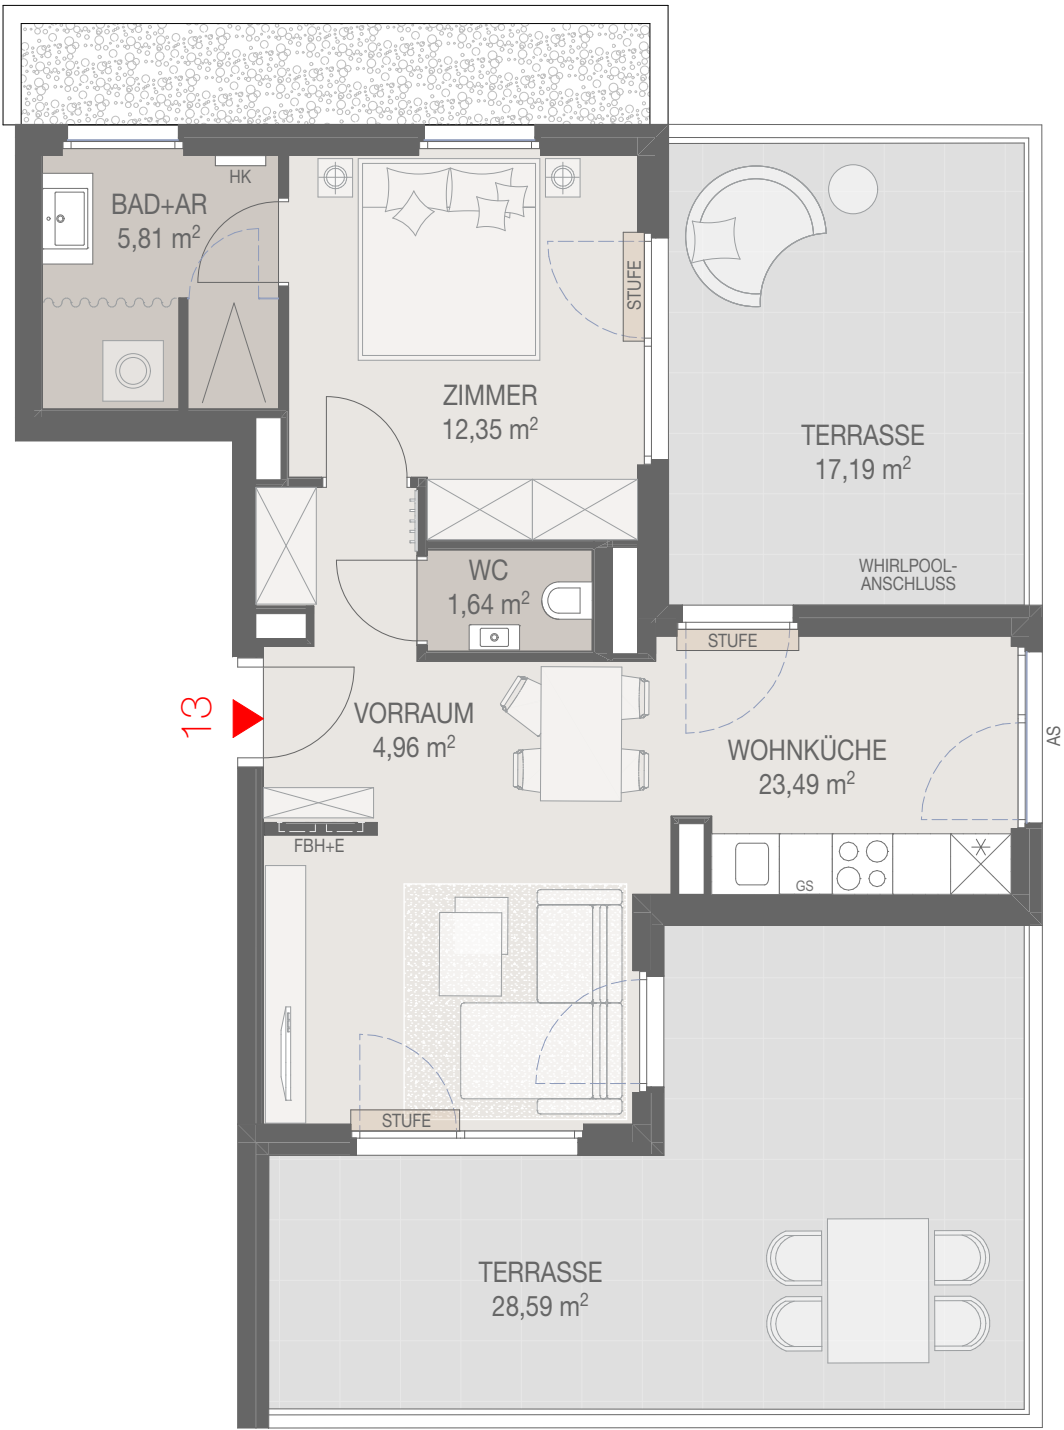 HK
BAD+AR
5,81 m²
STUFE
ZIMMER
12,35 m²
TERRASSE
17,19 m²
WHIRLPOOL-
ANSCHLUSS
WC
1,64 m²
STUFE
13
VORRAUM
4,96 m²
WOHNKÜCHE
23,49 m²
AS
FBH+E
GS
STUFE
TERRASSE
28,59 m²